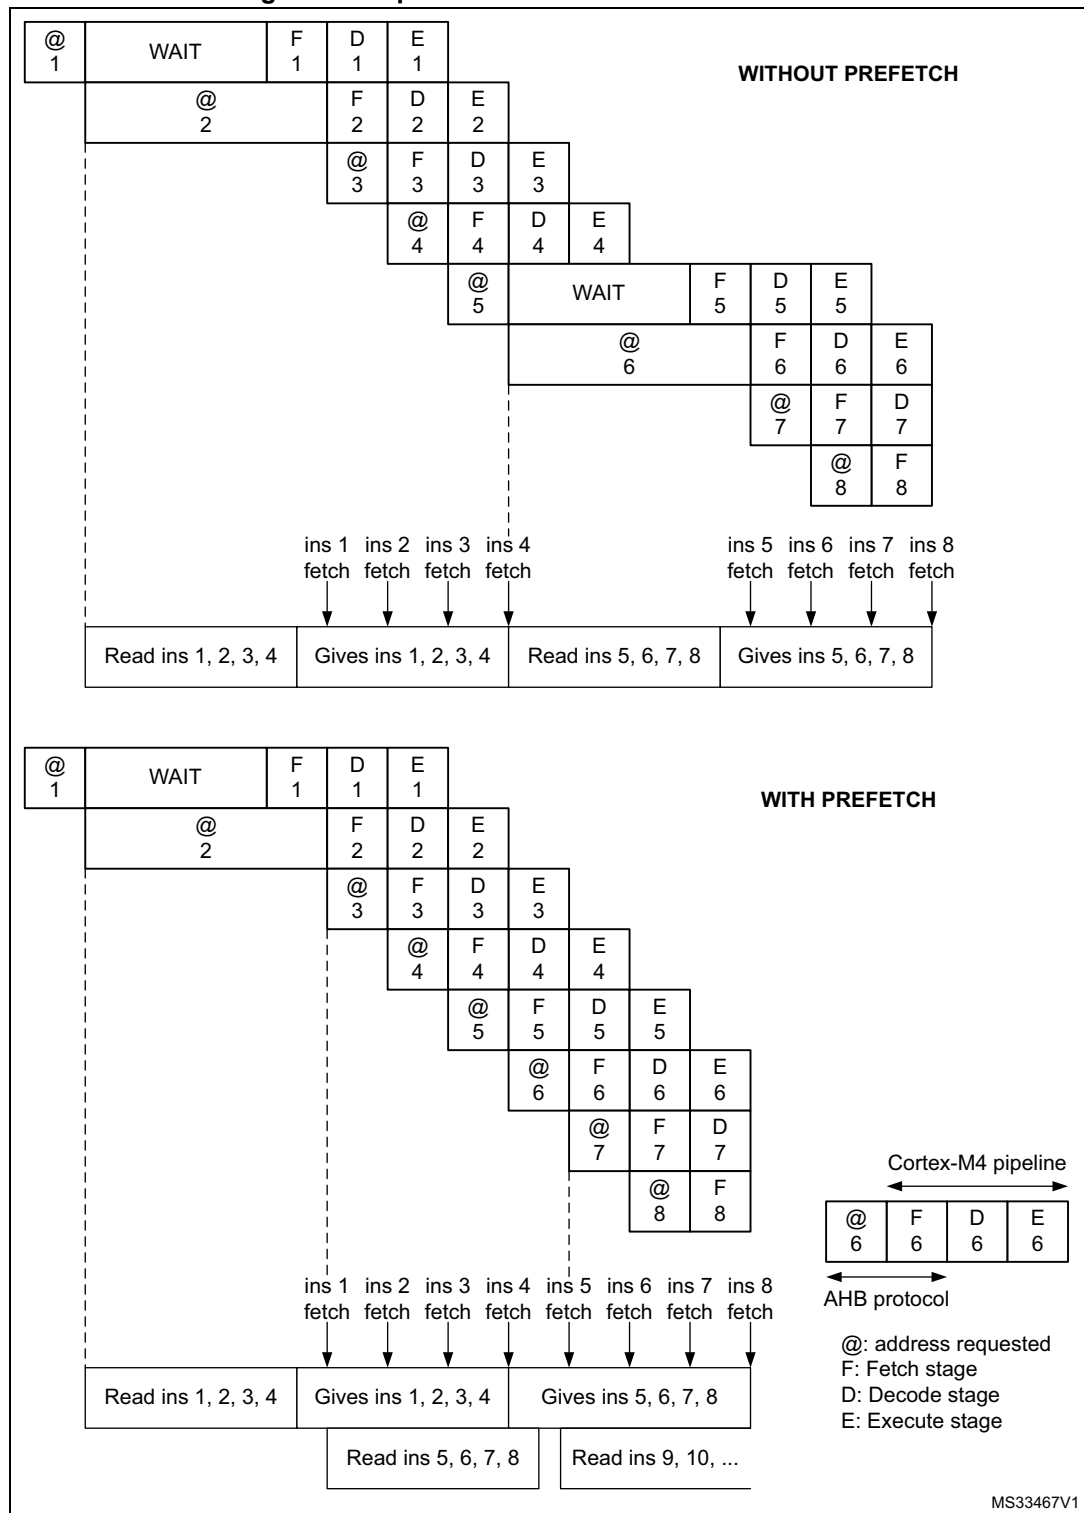 @ WAIT F D E
1 1 1 1
WITHOUT PREFETCH
@ F D E
2 2 2 2
@ F D E
3 3 3 3
@ F D E
4 4 4 4
@ WAIT F D E
5 5 5 5
@ F D E
6 6 6 6
@ F D
7 7 7
@ F
8 8
ins 1 ins 2 ins 3 ins 4 ins 5 ins 6 ins 7 ins 8
fetch fetch fetch fetch fetch fetch fetch fetch
Read ins 1, 2, 3, 4 Gives ins 1, 2, 3, 4 Read ins 5, 6, 7, 8 Gives ins 5, 6, 7, 8
@ WAIT F D E
1 1 1 1
WITH PREFETCH
@ F D E
2 2 2 2
@ F D E
3 3 3 3
@ F D E
4 4 4 4
@ F D E
5 5 5 5
@ F D E
6 6 6 6
@ F D
7 7 7
@ F
8 8
Cortex-M4 pipeline
@ F D E
6 6 6 6
AHB protocol
ins 1 ins 2 ins 3 ins 4 ins 5 ins 6 ins 7 ins 8
fetch fetch fetch fetch fetch fetch fetch fetch
@: address requested
F: Fetch stage
D: Decode stage
E: Execute stage
Read ins 1, 2, 3, 4 Gives ins 1, 2, 3, 4 Gives ins 5, 6, 7, 8
Read ins 5, 6, 7, 8 Read ins 9, 10, ...
MS33467V1